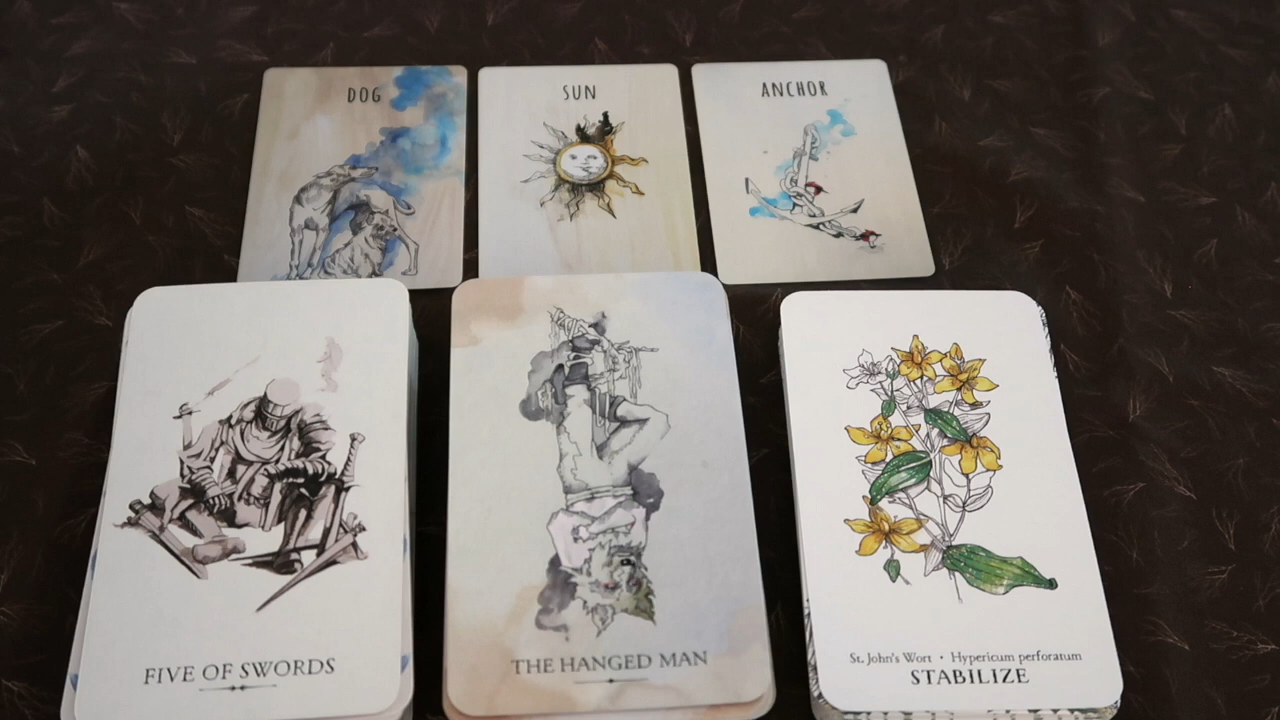 DOG
SUN
ANCHOR
FIVE OF SWORDS
THE HANGED MAN
St. John's Wort • Hypericum perforatum
STABILIZE